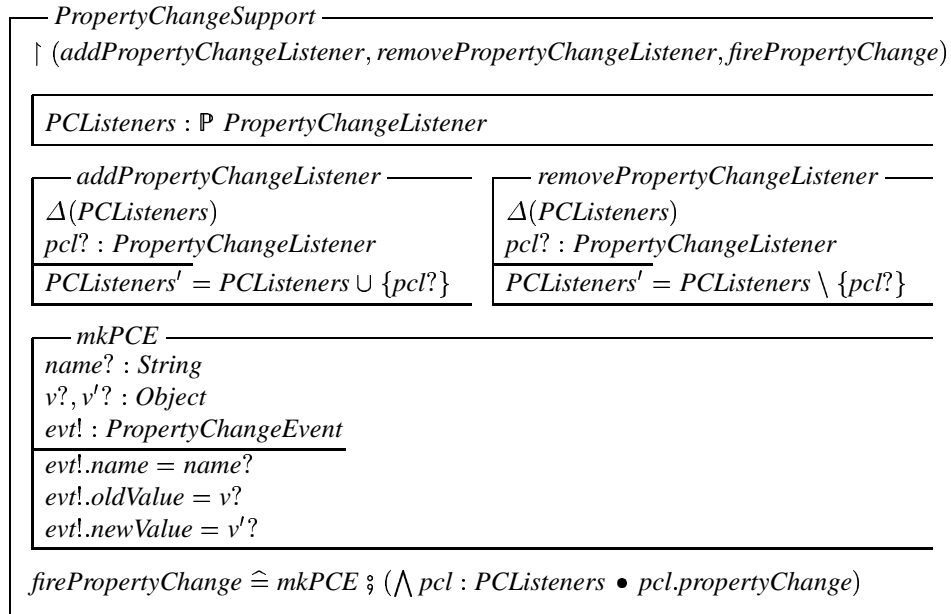 PropertyChangeSupport
↾ (addPropertyChangeListener, removePropertyChangeListener, firePropertyChange)
PCListeners : ℙ PropertyChangeListener
addPropertyChangeListener
Δ(PCListeners)
pcl? : PropertyChangeListener
PCListeners′ = PCListeners ∪ {pcl?}
removePropertyChangeListener
Δ(PCListeners)
pcl? : PropertyChangeListener
PCListeners′ = PCListeners \ {pcl?}
mkPCE
name? : String
v?, v′? : Object
evt! : PropertyChangeEvent
evt!.name = name?
evt!.oldValue = v?
evt!.newValue = v′?
firePropertyChange ≙ mkPCE ⨟ (⋀ pcl : PCListeners • pcl.propertyChange)